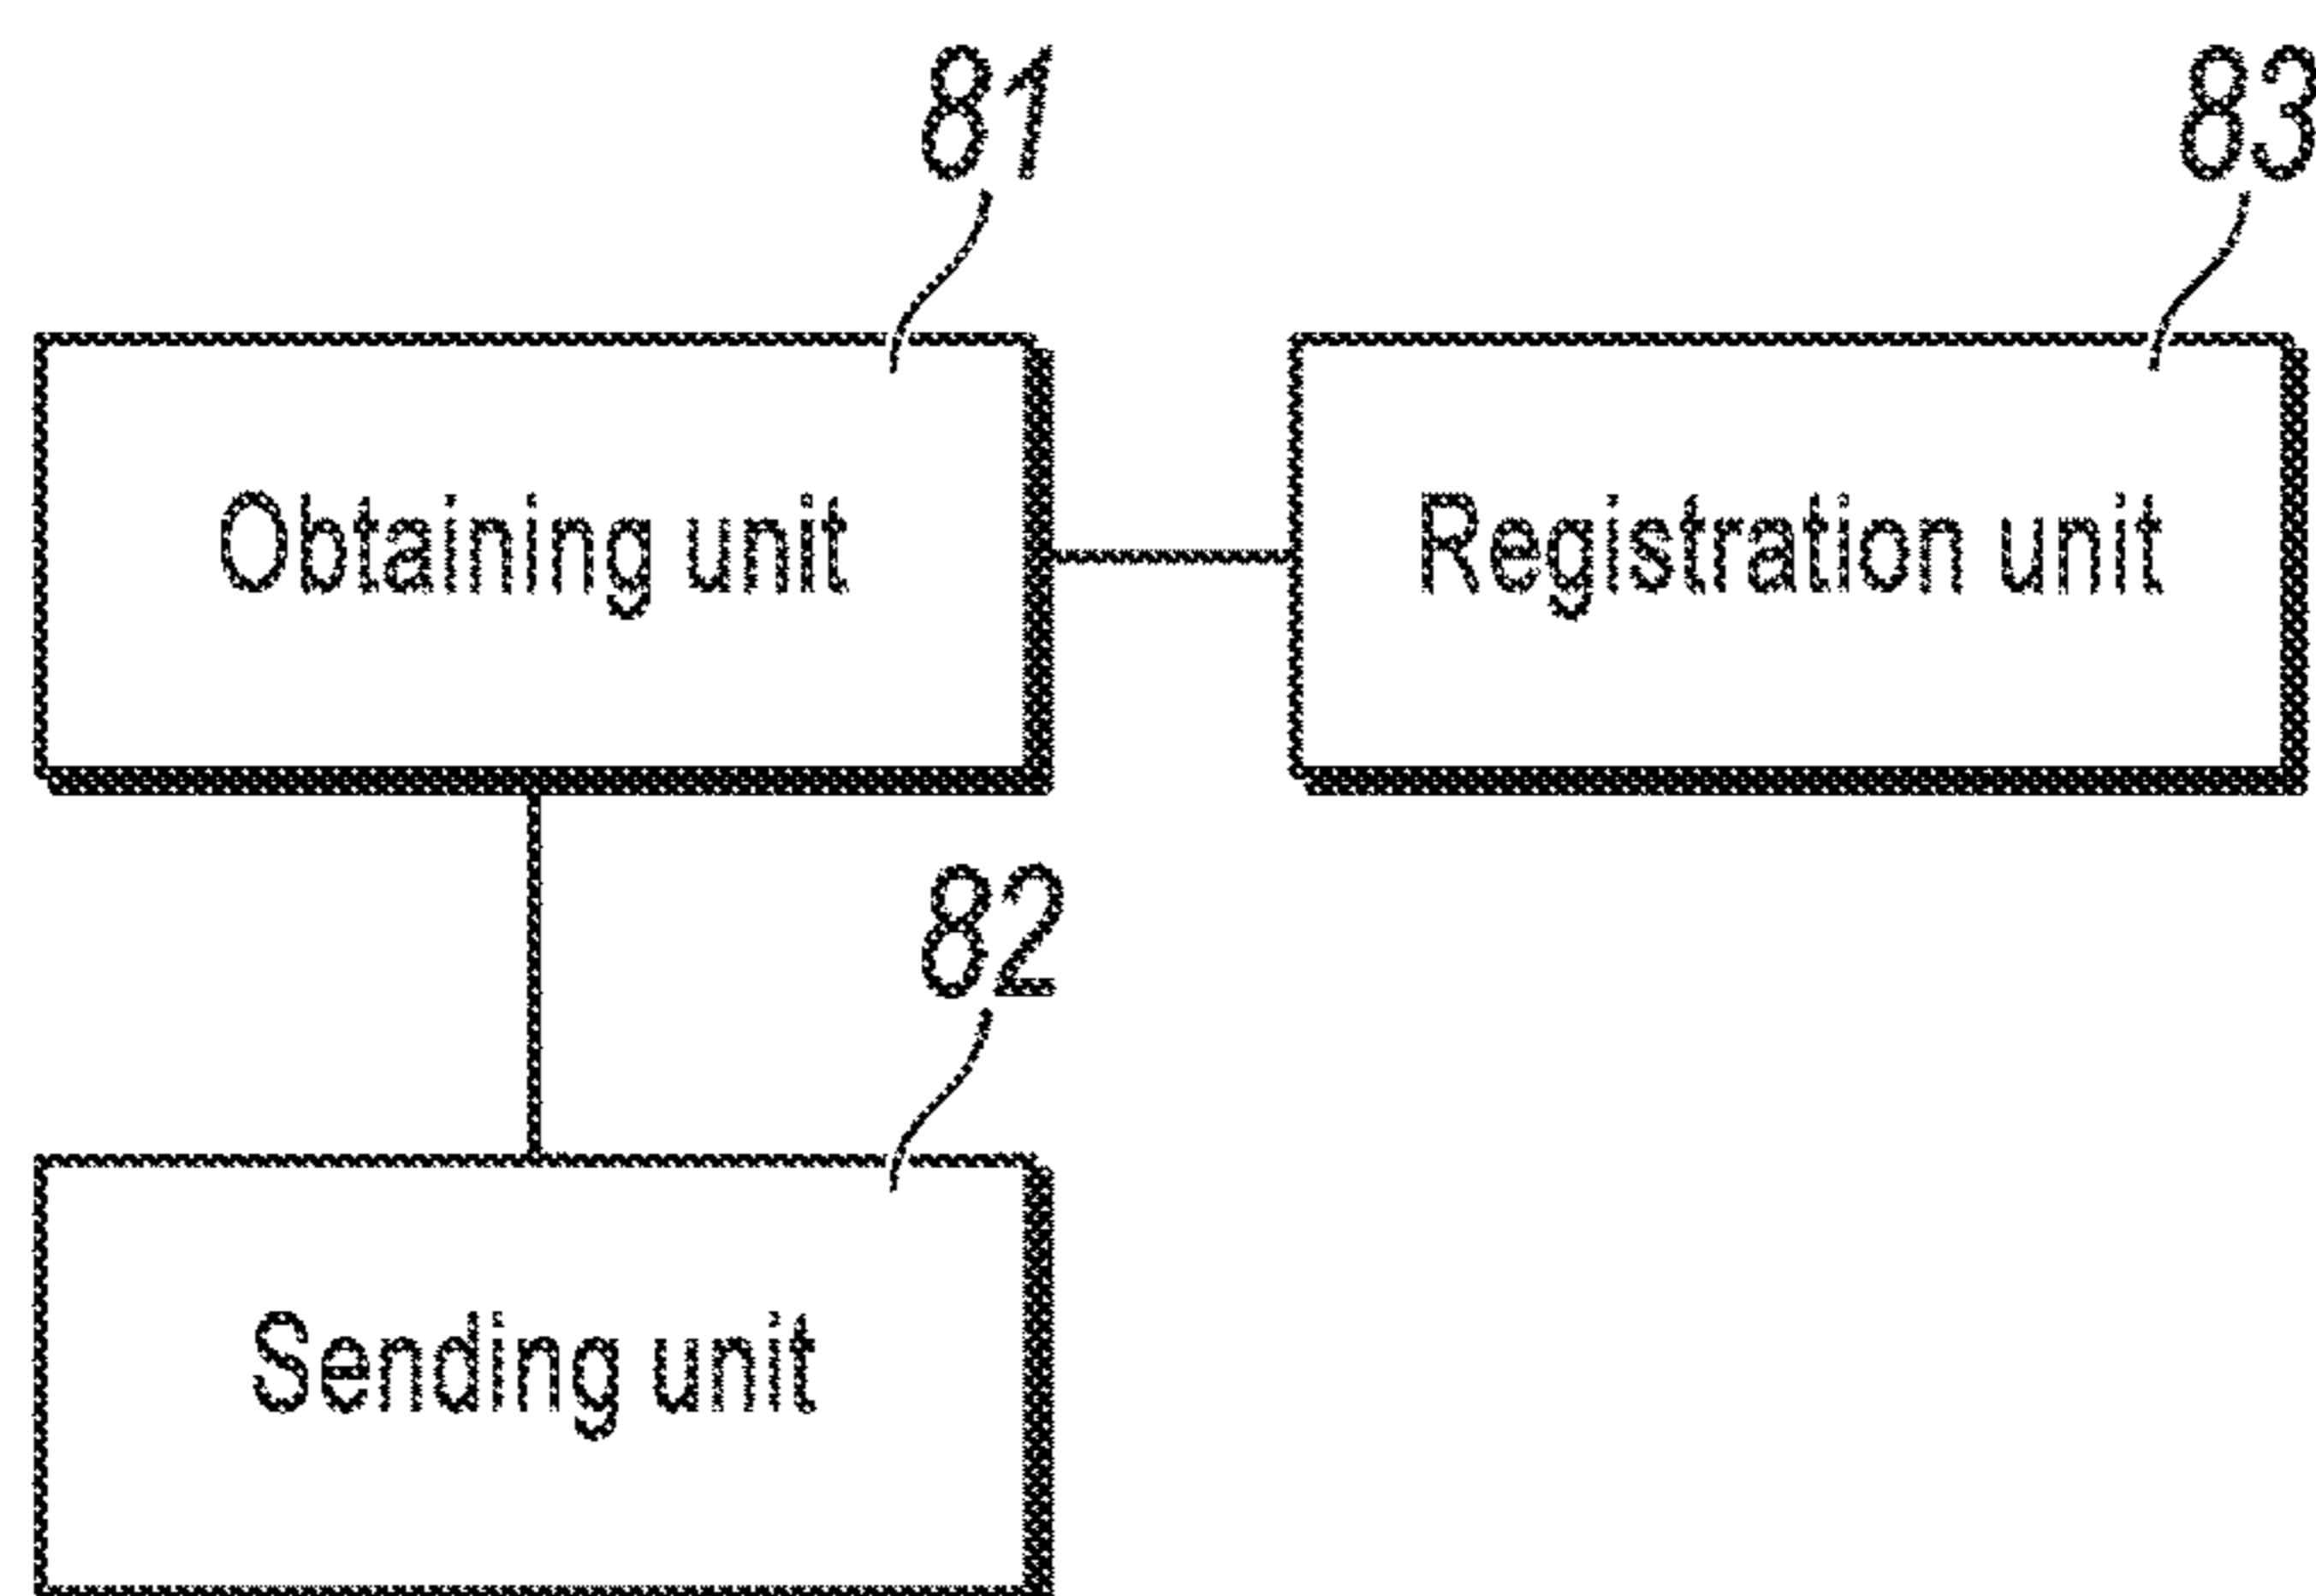 81
83
Obtaining unit
Registration unit
82
Sending unit